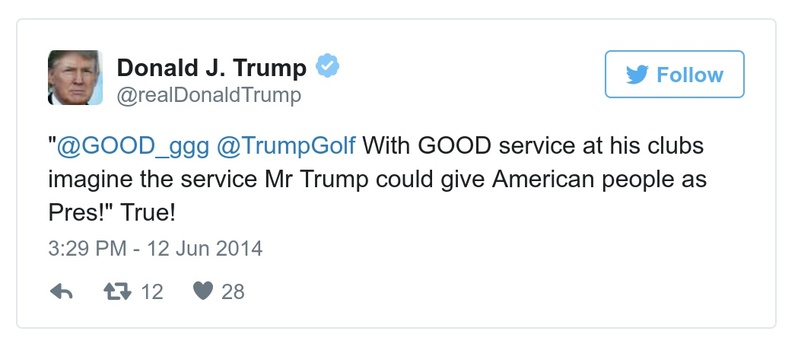 Donald J. Trump
@realDonaldTrump
Follow
"@GOOD_ggg @TrumpGolf With GOOD service at his clubs
imagine the service Mr Trump could give American people as
Pres!" True!
3:29 PM - 12 Jun 2014
12 28